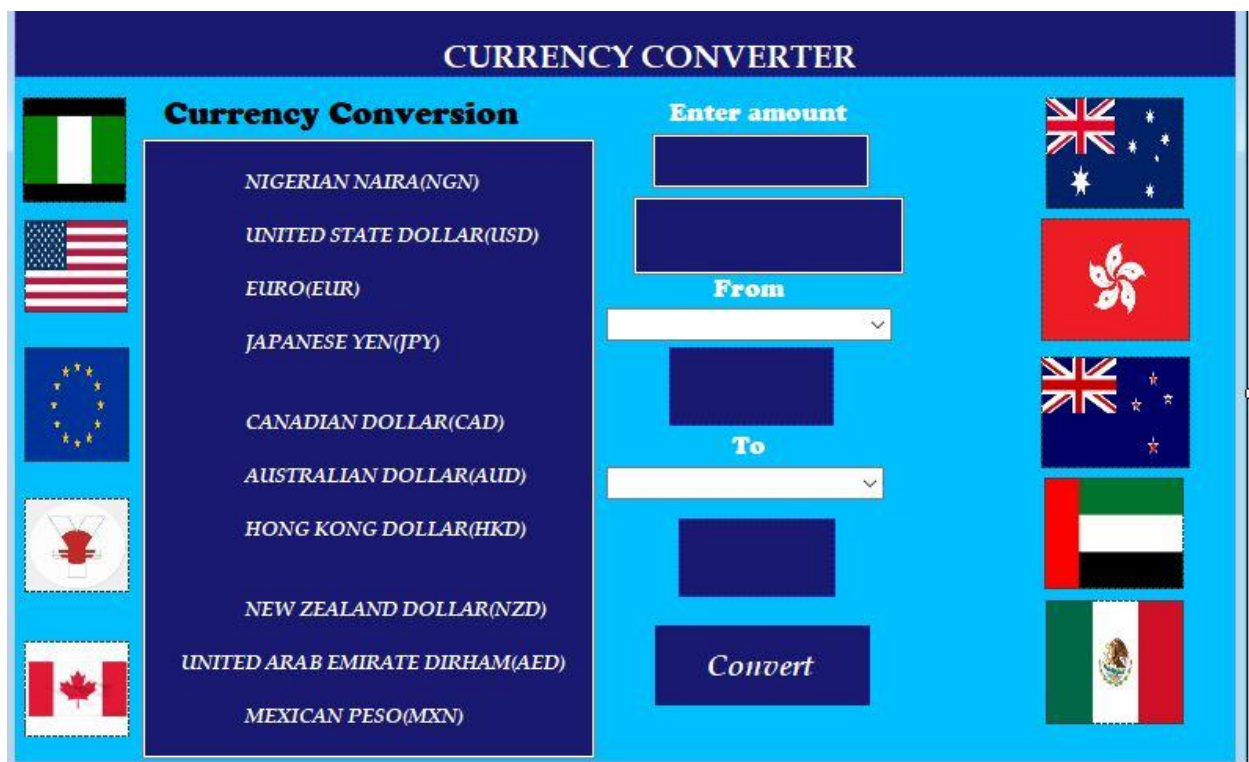 CURRENCY CONVERTER
Currency Conversion
NIGERIAN NAIRA(NGN)
UNITED STATE DOLLAR(USD)
EURO(EUR)
JAPANESE YEN(JPY)
CANADIAN DOLLAR(CAD)
AUSTRALIAN DOLLAR(AUD)
HONG KONG DOLLAR(HKD)
NEW ZEALAND DOLLAR(NZD)
UNITED ARAB EMIRATE DIRHAM(AED)
MEXICAN PESO(MXN)
Enter amount
From
To
Convert